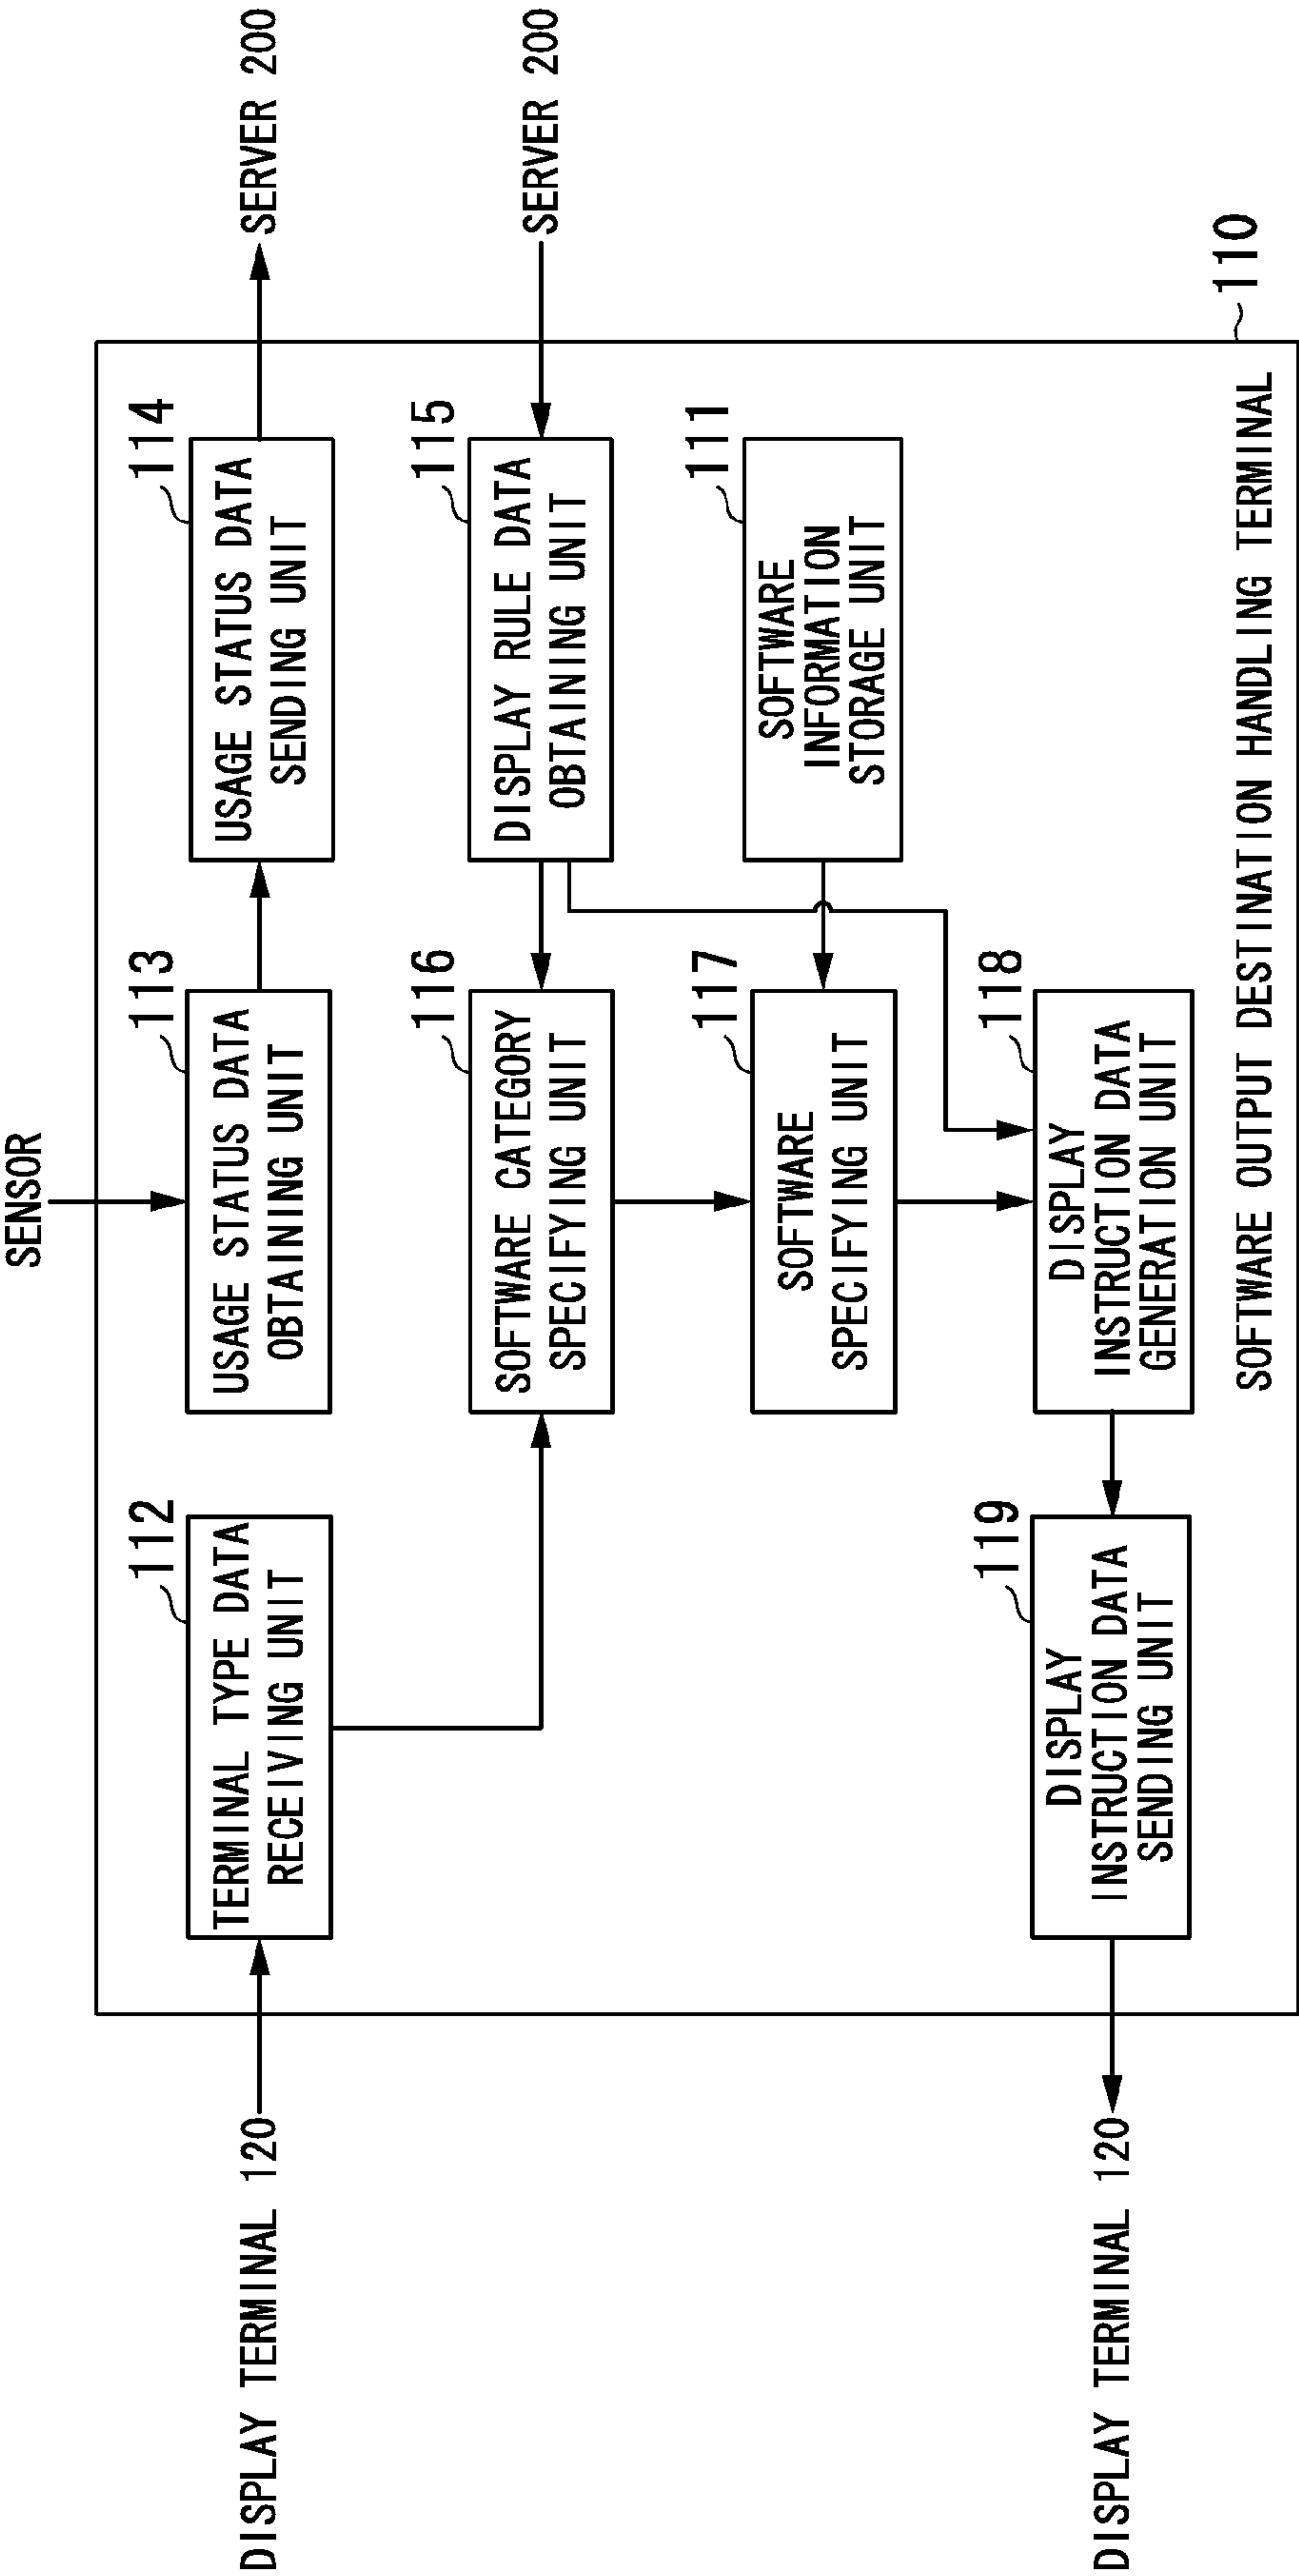 SENSOR
112
TERMINAL TYPE DATA
RECEIVING UNIT
113
USAGE STATUS DATA
OBTAINING UNIT
114
USAGE STATUS DATA
SENDING UNIT
DISPLAY TERMINAL 120
SERVER 200
116
SOFTWARE CATEGORY
SPECIFYING UNIT
115
DISPLAY RULE DATA
OBTAINING UNIT
SERVER 200
117
SOFTWARE
SPECIFYING UNIT
111
SOFTWARE
INFORMATION
STORAGE UNIT
119
DISPLAY
INSTRUCTION DATA
SENDING UNIT
118
DISPLAY
INSTRUCTION DATA
GENERATION UNIT
DISPLAY TERMINAL 120
SOFTWARE OUTPUT DESTINATION HANDLING TERMINAL
110